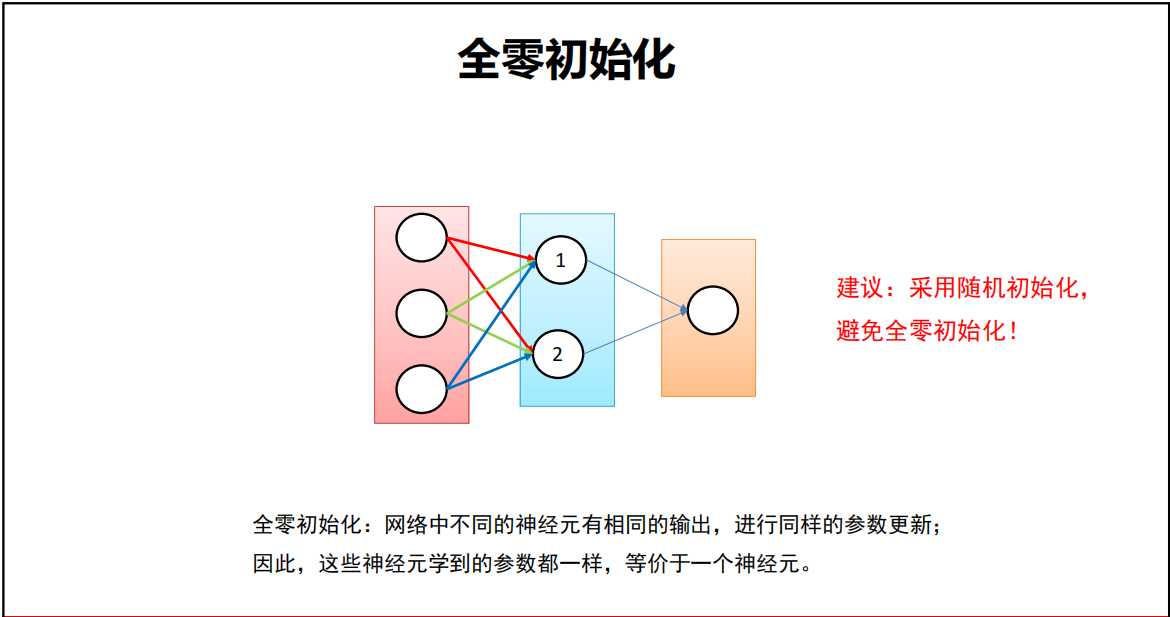 全零初始化
1
2
建议：采用随机初始化，
避免全零初始化！
全零初始化：网络中不同的神经元有相同的输出，进行同样的参数更新；
因此，这些神经元学到的参数都一样，等价于一个神经元。